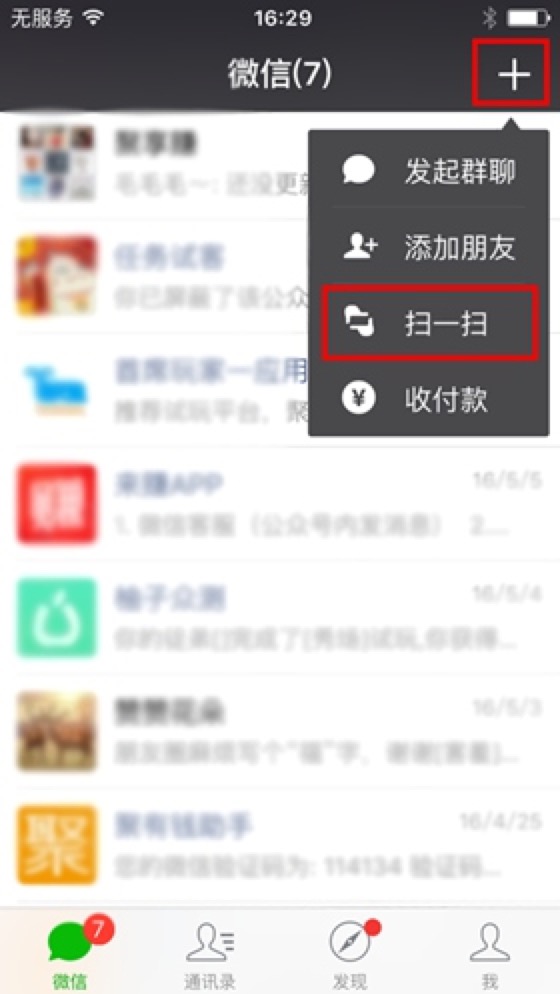 无服务
16:29
微信(7)
发起群聊
添加朋友
扫一扫
收付款
聚享赚
毛毛毛～: 还没更新
任务试客
你已屏蔽了该公众
首席玩家一应用
推荐试玩平台，聚
来赚APP
16/5/5
1. 微信客服（公众号内发消息） 2....
柚子众测
16/5/4
你的徒弟[]完成了[秀场]试玩,你获得...
赞赞花朵
16/5/3
朋友圈麻烦写个“福”字，谢谢[害羞]...
聚
聚有钱助手
16/4/25
您的微信验证码为: 114134 验证码...
7
微信
通讯录
发现
我